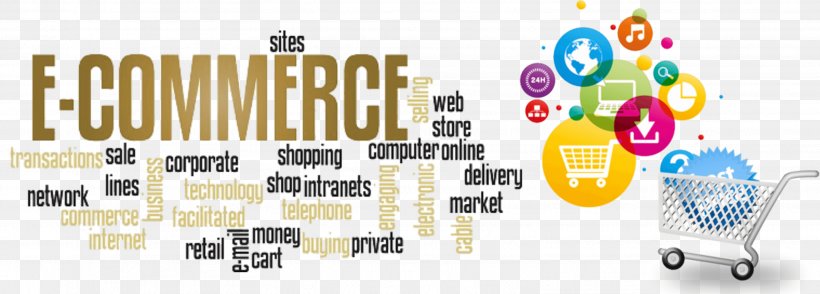 sites
E-COMMERCE
selling
web
store
transactions
sale
business
corporate
shopping
computer
online
network
lines
technology
shop
intranets
engaging
electronic
delivery
commerce
facilitated
telephone
market
internet
retail
e-mail
money
cart
buying
private
cable
24H
?